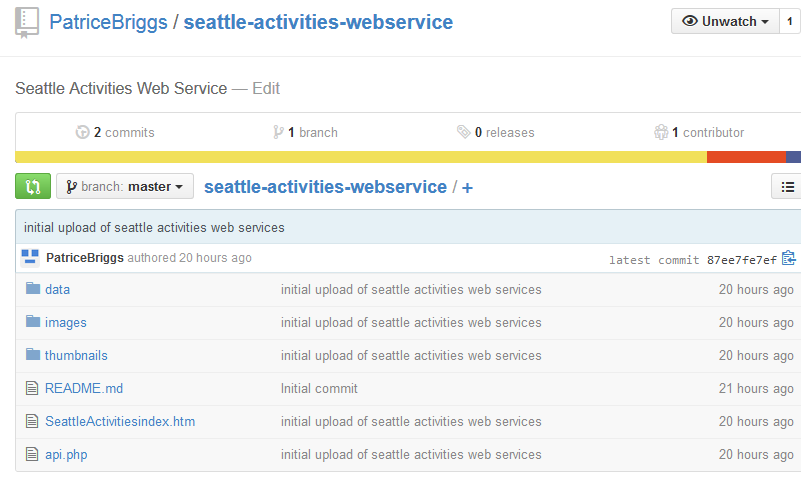 PatriceBriggs / seattle-activities-webservice Unwatch 1
Seattle Activities Web Service — Edit
2 commits 1 branch 0 releases 1 contributor
branch: master seattle-activities-webservice / +
initial upload of seattle activities web services
PatriceBriggs authored 20 hours ago latest commit 87ee7fe7ef
data initial upload of seattle activities web services 20 hours ago
images initial upload of seattle activities web services 20 hours ago
thumbnails initial upload of seattle activities web services 20 hours ago
README.md Initial commit 21 hours ago
SeattleActivitiesindex.htm initial upload of seattle activities web services 20 hours ago
api.php initial upload of seattle activities web services 20 hours ago